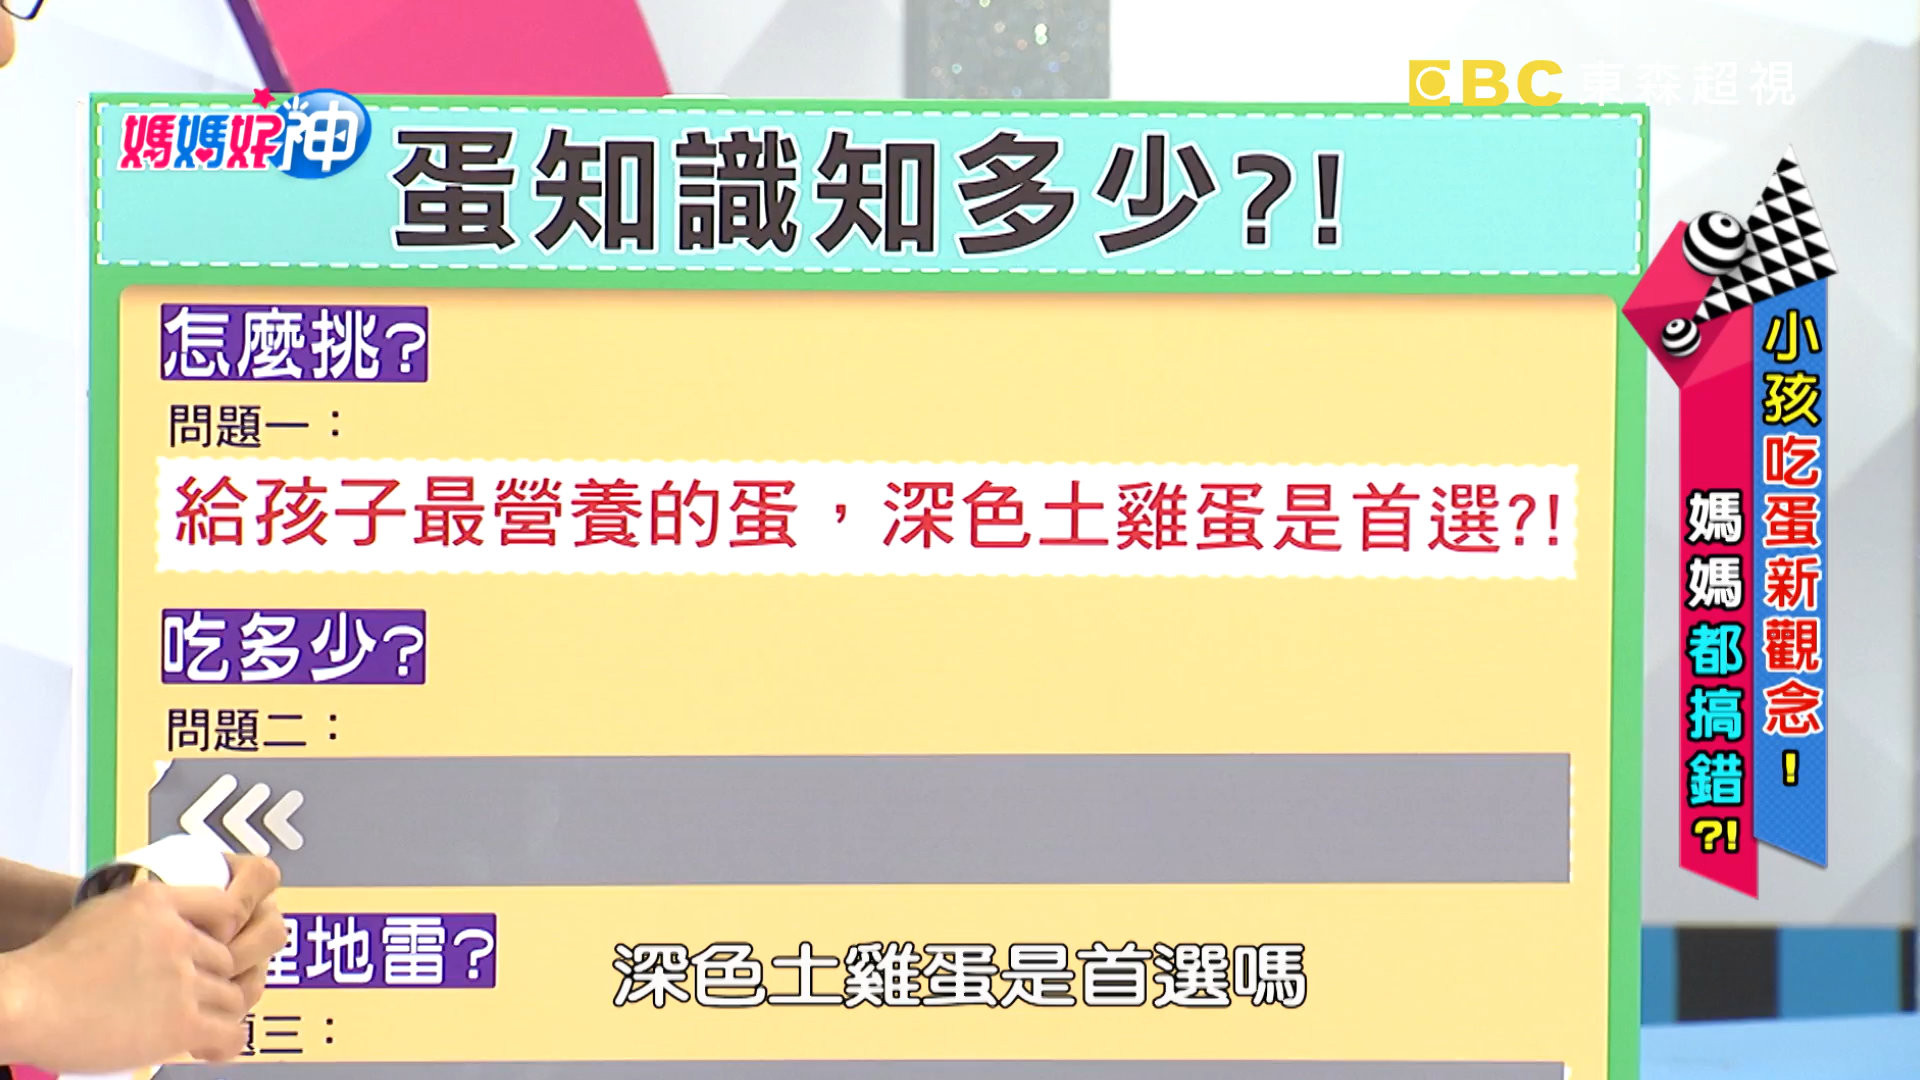 EBC 東森超視
媽媽好神
蛋知識知多少?!
怎麼挑?
問題一：
給孩子最營養的蛋，深色土雞蛋是首選?!
吃多少?
問題二：
地雷?
題三：
小孩吃蛋新觀念！
媽媽都搞錯?!
深色土雞蛋是首選嗎